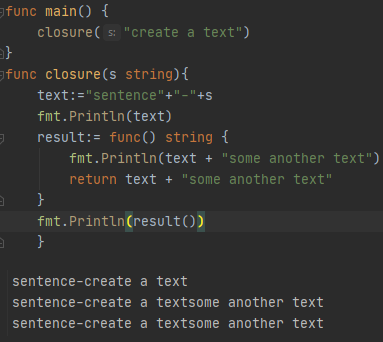 func main() {
closure( s: "create a text")
}
func closure(s string){
text:="sentence"+"-"+s
fmt.Println(text)
result:= func() string {
fmt.Println(text + "some another text")
return text + "some another text"
}
fmt.Println(result())
}
sentence-create a text
sentence-create a textsome another text
sentence-create a textsome another text